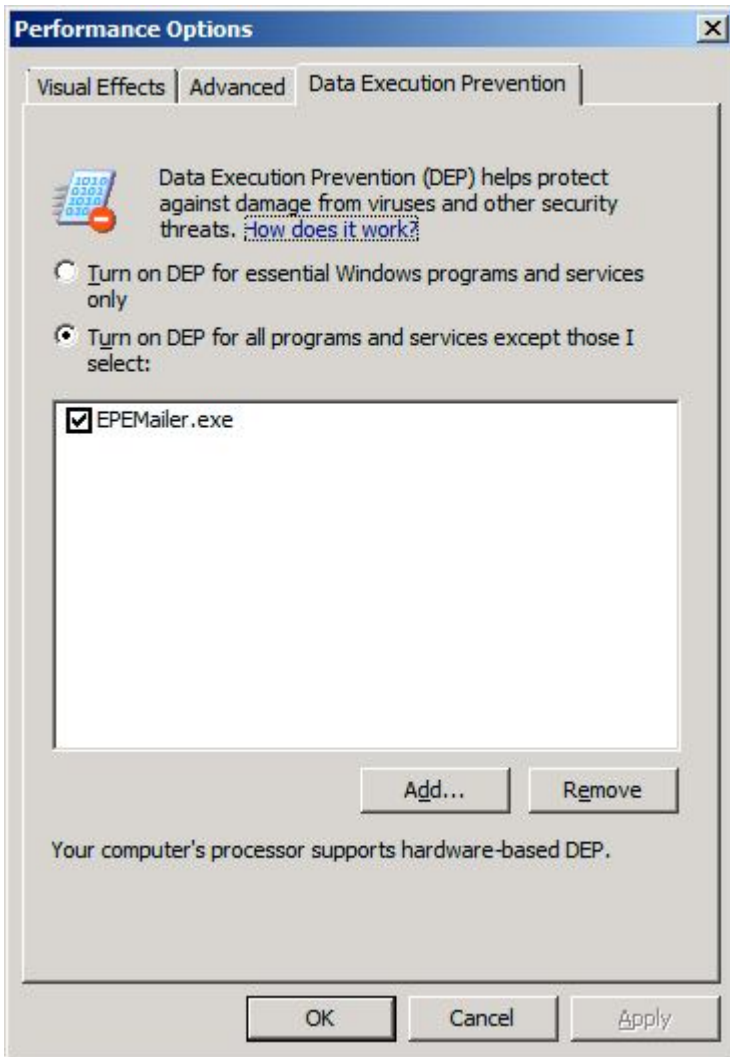 Performance Options
Visual Effects
Advanced
Data Execution Prevention
1010
0101
1010
Data Execution Prevention (DEP) helps protect
against damage from viruses and other security
threats. How does it work?
Turn on DEP for essential Windows programs and services
only
Turn on DEP for all programs and services except those I
select:
EPEMailer.exe
Add...
Remove
Your computer's processor supports hardware-based DEP.
OK
Cancel
Apply